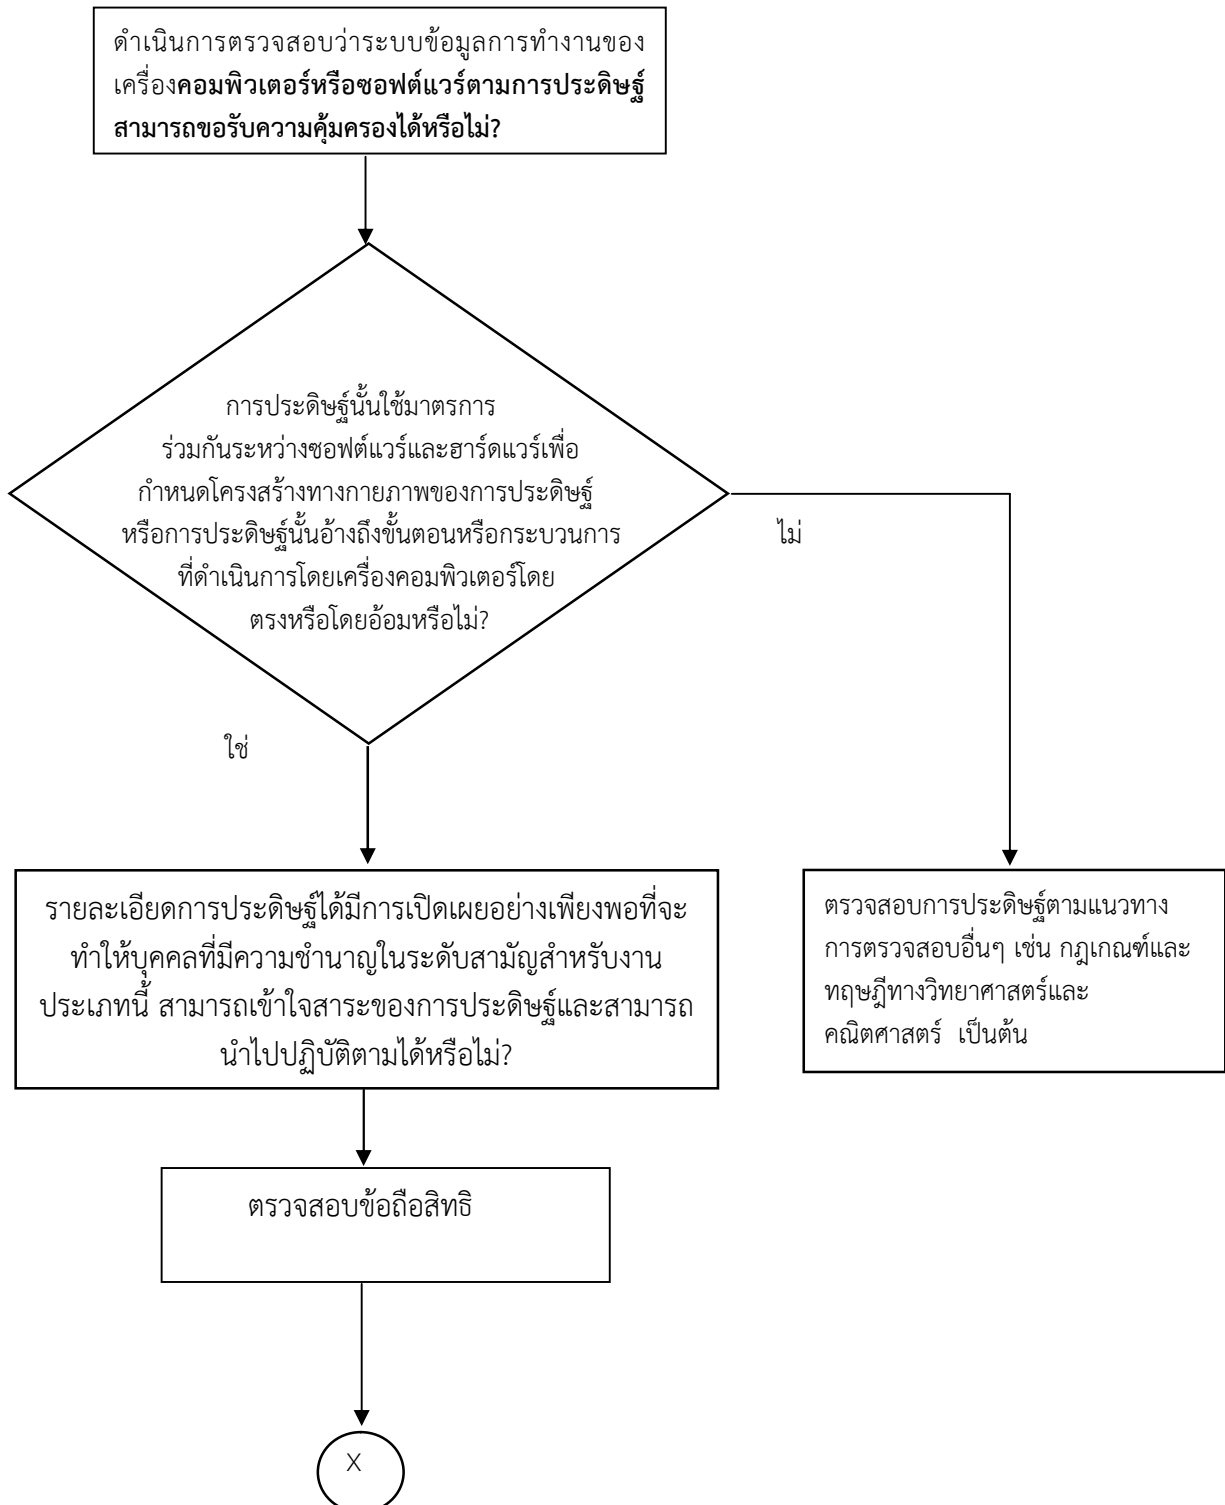 ดำเนินการตรวจสอบว่าระบบข้อมูลการทำงานของ
เครื่องคอมพิวเตอร์หรือซอฟต์แวร์ตามการประดิษฐ์
สามารถขอรับความคุ้มครองได้หรือไม่?
การประดิษฐ์นั้นใช้มาตรการ
ร่วมกันระหว่างซอฟต์แวร์และฮาร์ดแวร์เพื่อ
กำหนดโครงสร้างทางกายภาพของการประดิษฐ์
หรือการประดิษฐ์นั้นอ้างถึงขั้นตอนหรือกระบวนการ
ที่ดำเนินการโดยเครื่องคอมพิวเตอร์โดย
ตรงหรือโดยอ้อมหรือไม่?
ไม่
ใช่
รายละเอียดการประดิษฐ์ได้มีการเปิดเผยอย่างเพียงพอที่จะ
ทำให้บุคคลที่มีความชำนาญในระดับสามัญสำหรับงาน
ประเภทนี้ สามารถเข้าใจสาระของการประดิษฐ์และสามารถ
นำไปปฏิบัติตามได้หรือไม่?
ตรวจสอบการประดิษฐ์ตามแนวทาง
การตรวจสอบอื่นๆ เช่น กฎเกณฑ์และ
ทฤษฎีทางวิทยาศาสตร์และ
คณิตศาสตร์ เป็นต้น
ตรวจสอบข้อถือสิทธิ
X